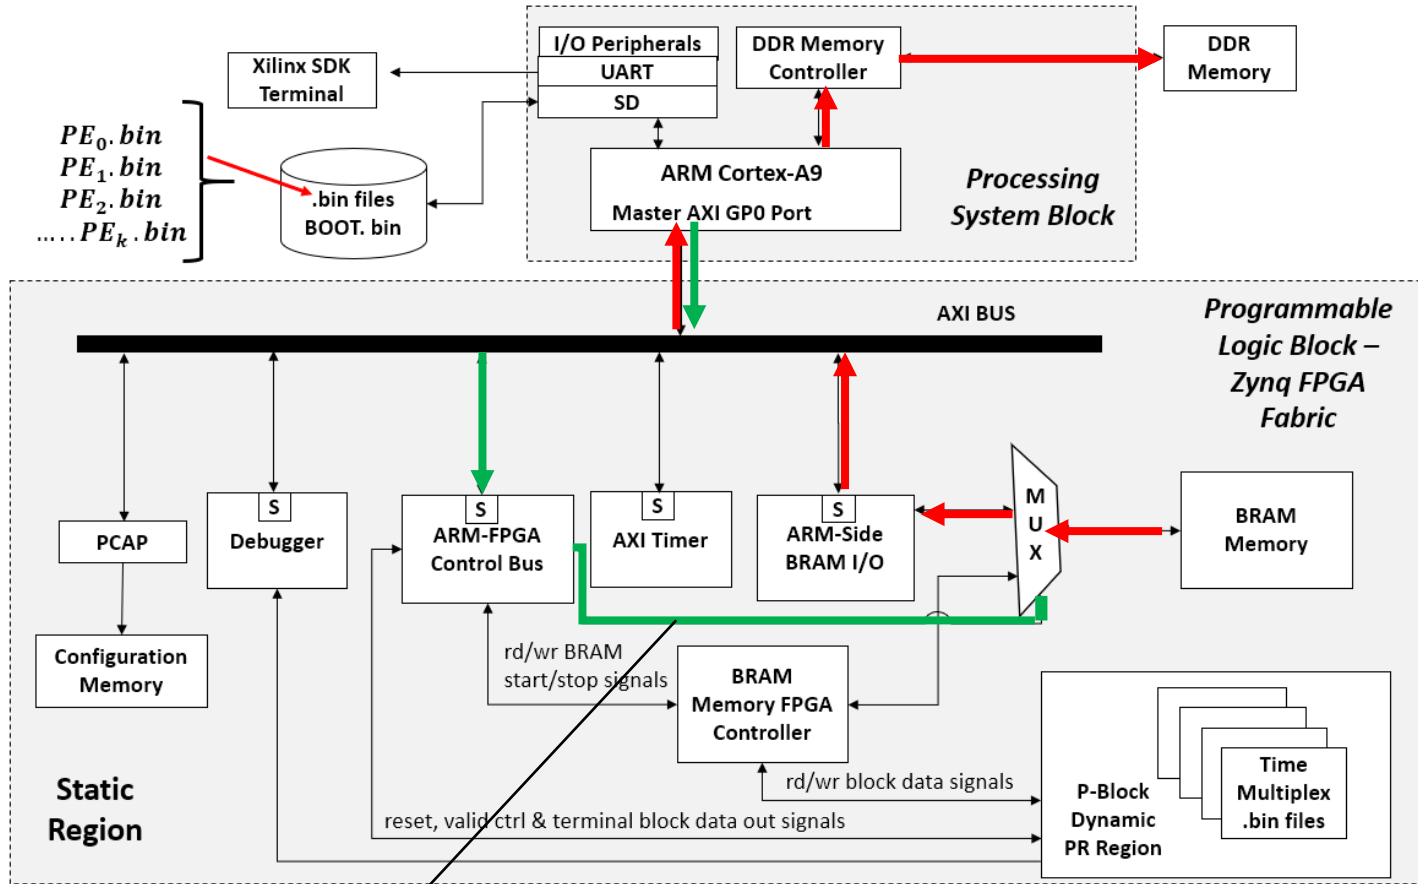 I/O Peripherals
UART
SD
DDR Memory
Controller
DDR
Memory
Xilinx SDK
Terminal
PE0. bin
PE1. bin
PE2. bin
..... PEk . bin
.bin files
BOOT. bin
ARM Cortex-A9
Master AXI GP0 Port
Processing
System Block
AXI BUS
Programmable
Logic Block –
Zynq FPGA
Fabric
PCAP
Configuration
Memory
S
Debugger
S
ARM-FPGA
Control Bus
S
AXI Timer
S
ARM-Side
BRAM I/O
M
U
X
BRAM
Memory
rd/wr BRAM
start/stop signals
BRAM
Memory FPGA
Controller
rd/wr block data signals
reset, valid ctrl & terminal block data out signals
P-Block
Dynamic
PR Region
Time
Multiplex
.bin files
Static
Region